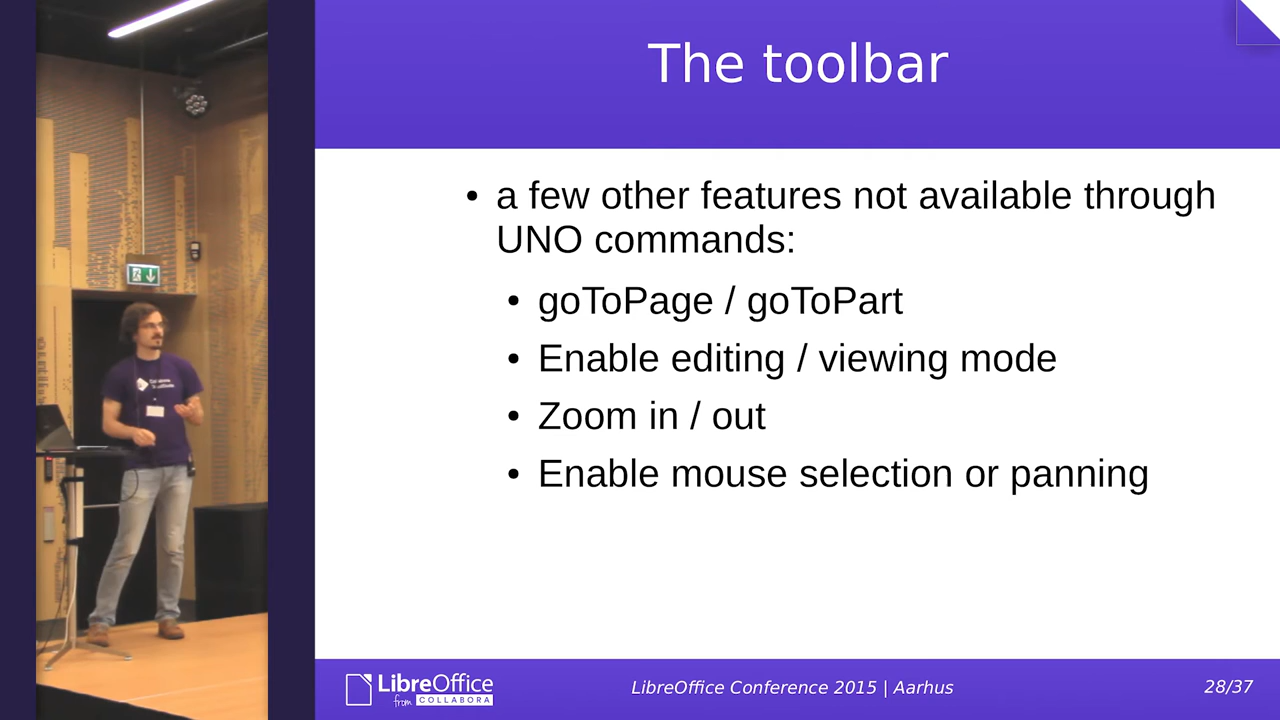 The toolbar
• a few other features not available through
UNO commands:
• goToPage / goToPart
• Enable editing / viewing mode
• Zoom in / out
• Enable mouse selection or panning
LibreOffice
from COLLABORA
LibreOffice Conference 2015 | Aarhus
28/37